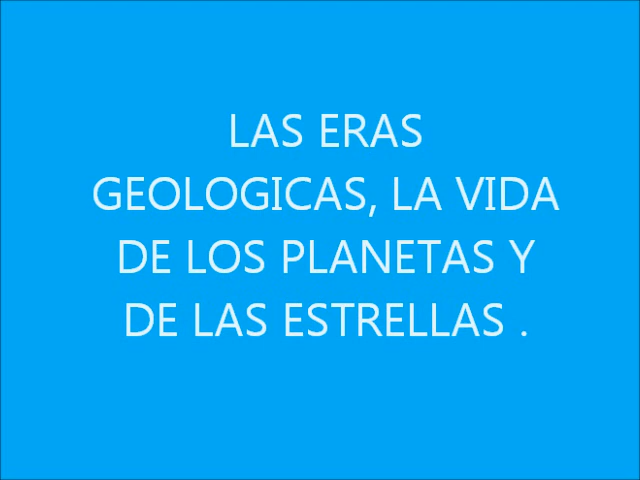 LAS ERAS
GEOLOGICAS, LA VIDA
DE LOS PLANETAS Y
DE LAS ESTRELLAS .